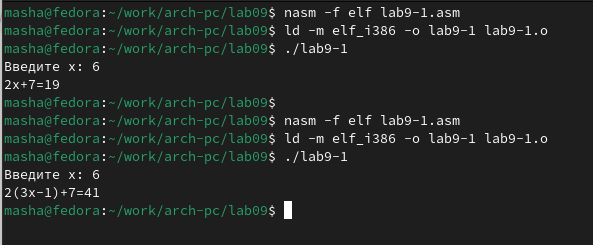 masha@fedora:~/work/arch-pc/lab09$ nasm -f elf lab9-1.asm
masha@fedora:~/work/arch-pc/lab09$ ld -m elf_i386 -o lab9-1 lab9-1.o
masha@fedora:~/work/arch-pc/lab09$ ./lab9-1
Введите x: 6
2x+7=19
masha@fedora:~/work/arch-pc/lab09$
masha@fedora:~/work/arch-pc/lab09$ nasm -f elf lab9-1.asm
masha@fedora:~/work/arch-pc/lab09$ ld -m elf_i386 -o lab9-1 lab9-1.o
masha@fedora:~/work/arch-pc/lab09$ ./lab9-1
Введите x: 6
2(3x-1)+7=41
masha@fedora:~/work/arch-pc/lab09$